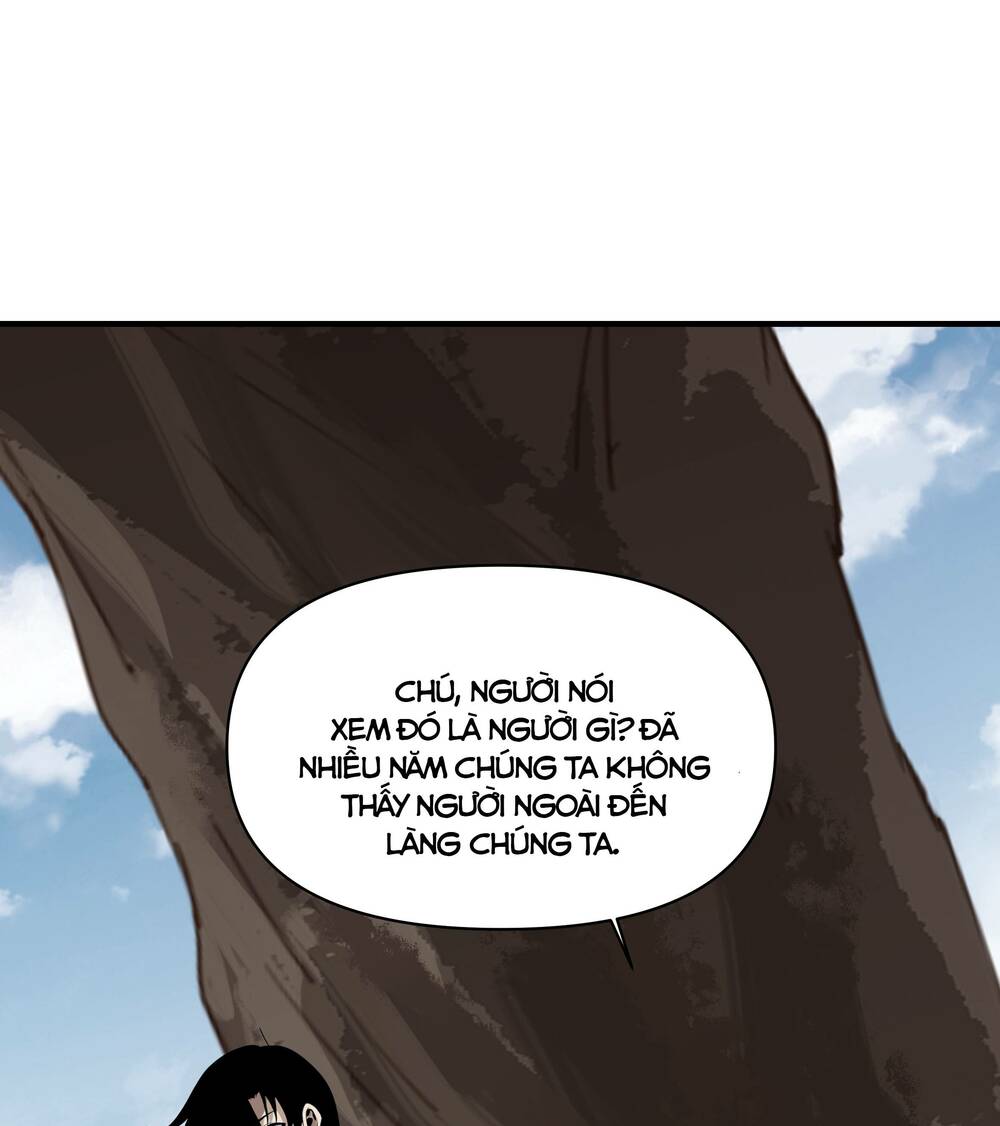 CHÚ, NGƯỜI NÓI
XEM ĐÓ LÀ NGƯỜI GÌ? ĐÃ
NHIỀU NĂM CHÚNG TA KHÔNG
THẤY NGƯỜI NGOÀI ĐẾN
LÀNG CHÚNG TA.